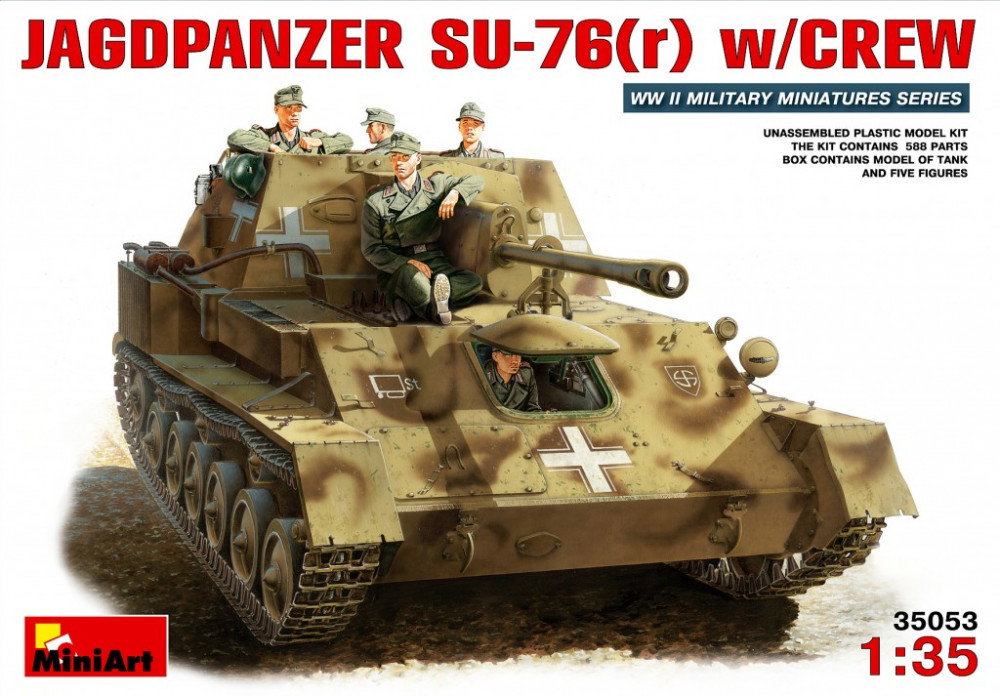 JAGDPANZER SU-76(r) w/CREW
WW II MILITARY MINIATURES SERIES
UNASSEMBLED PLASTIC MODEL KIT
THE KIT CONTAINS 588 PARTS
BOX CONTAINS MODEL OF TANK
AND FIVE FIGURES
St
MiniArt
35053
1:35